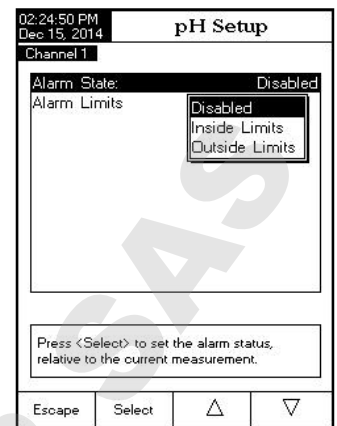 02:24:50 PM
Dec 15, 2014
pH Setup
Channel 1
Alarm State: Disabled
Alarm Limits
Disabled
Inside Limits
Outside Limits
Press <Select> to set the alarm status,
relative to the current measurement.
Escape Select △ ▽
SAS